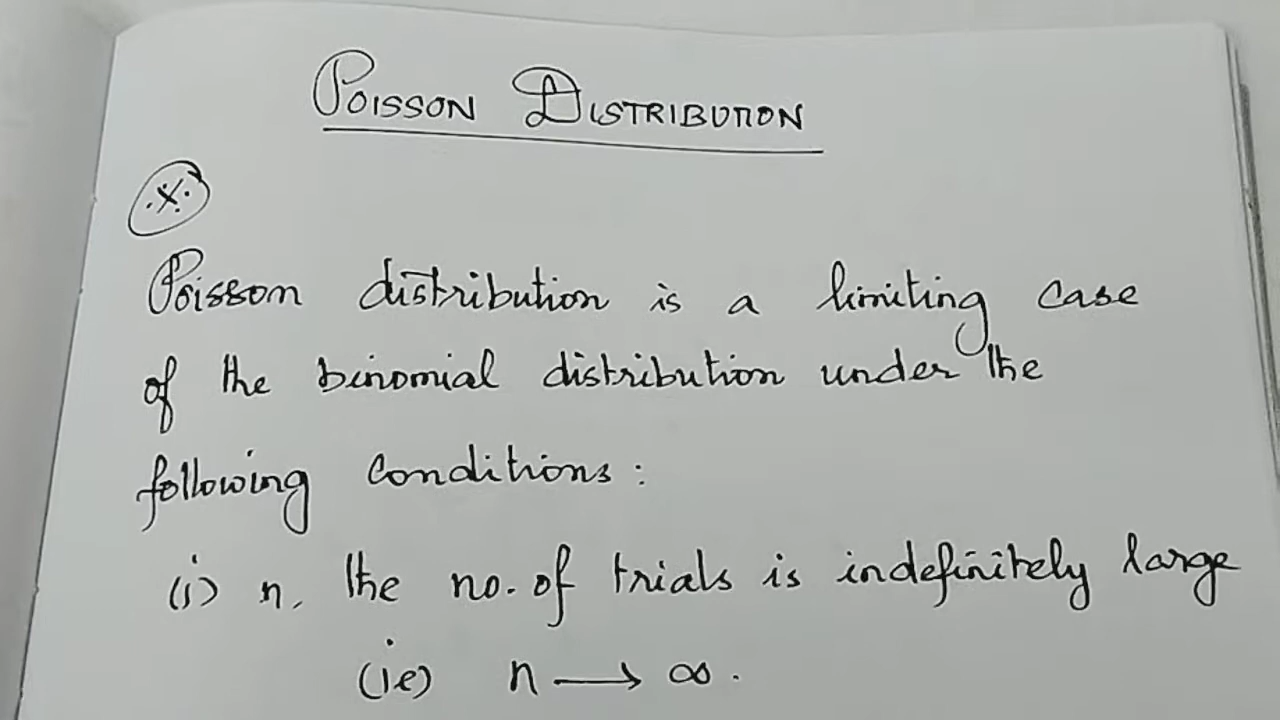 POISSON DISTRIBUTION
Poisson distribution is a limiting case
of the binomial distribution under the
following conditions:
(i) n, the no. of trials is indefinitely large
(ie) n ⟶ ∞.